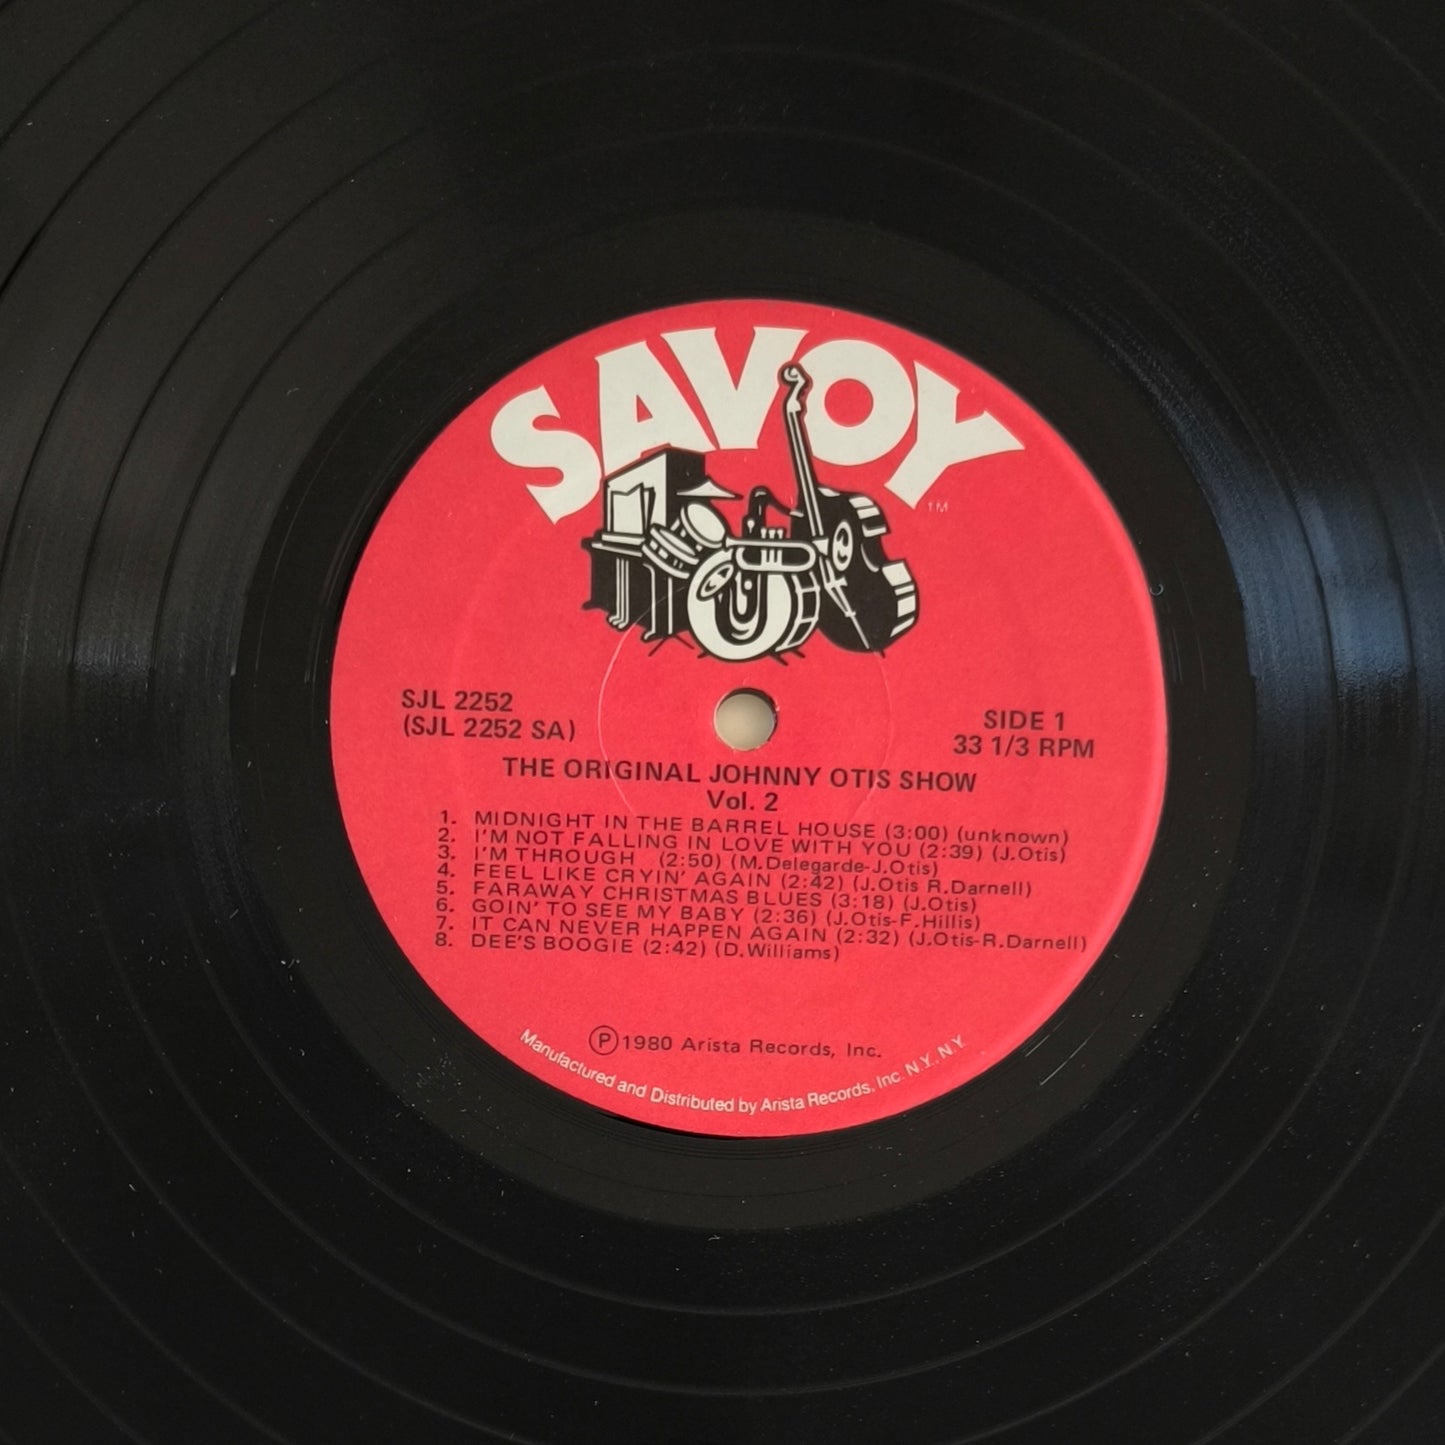 SAVOY
TM
SJL 2252
(SJL 2252 SA)
SIDE 1
33 1/3 RPM
THE ORIGINAL JOHNNY OTIS SHOW
Vol. 2
1. MIDNIGHT IN THE BARREL HOUSE (3:00) (unknown)
2. I'M NOT FALLING IN LOVE WITH YOU (2:39) (J.Otis)
3. I'M THROUGH (2:50) (M.Delegarde-J.Otis)
4. FEEL LIKE CRYIN' AGAIN (2:42) (J.Otis R.Darnell)
5. FARAWAY CHRISTMAS BLUES (3:18) (J.Otis)
6. GOIN' TO SEE MY BABY (2:36) (J.Otis-F.Hillis)
7. IT CAN NEVER HAPPEN AGAIN (2:32) (J.Otis-R.Darnell)
8. DEE'S BOOGIE (2:42) (D.Williams)
Ⓟ1980 Arista Records, Inc.
Manufactured and Distributed by Arista Records, Inc. N.Y., N.Y.